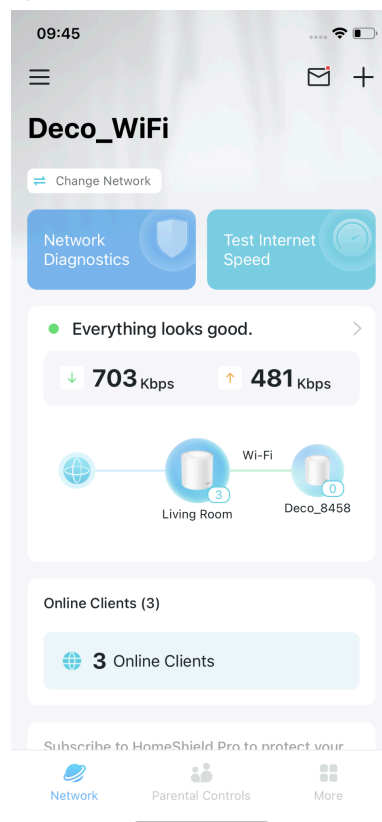 09:45
Deco_WiFi
Change Network
Network
Diagnostics
Test Internet
Speed
Everything looks good.
703 Kbps
481 Kbps
Wi-Fi
3
0
Living Room
Deco_8458
Online Clients (3)
3 Online Clients
Subscribe to HomeShield Pro to protect your
Network
Parental Controls
More